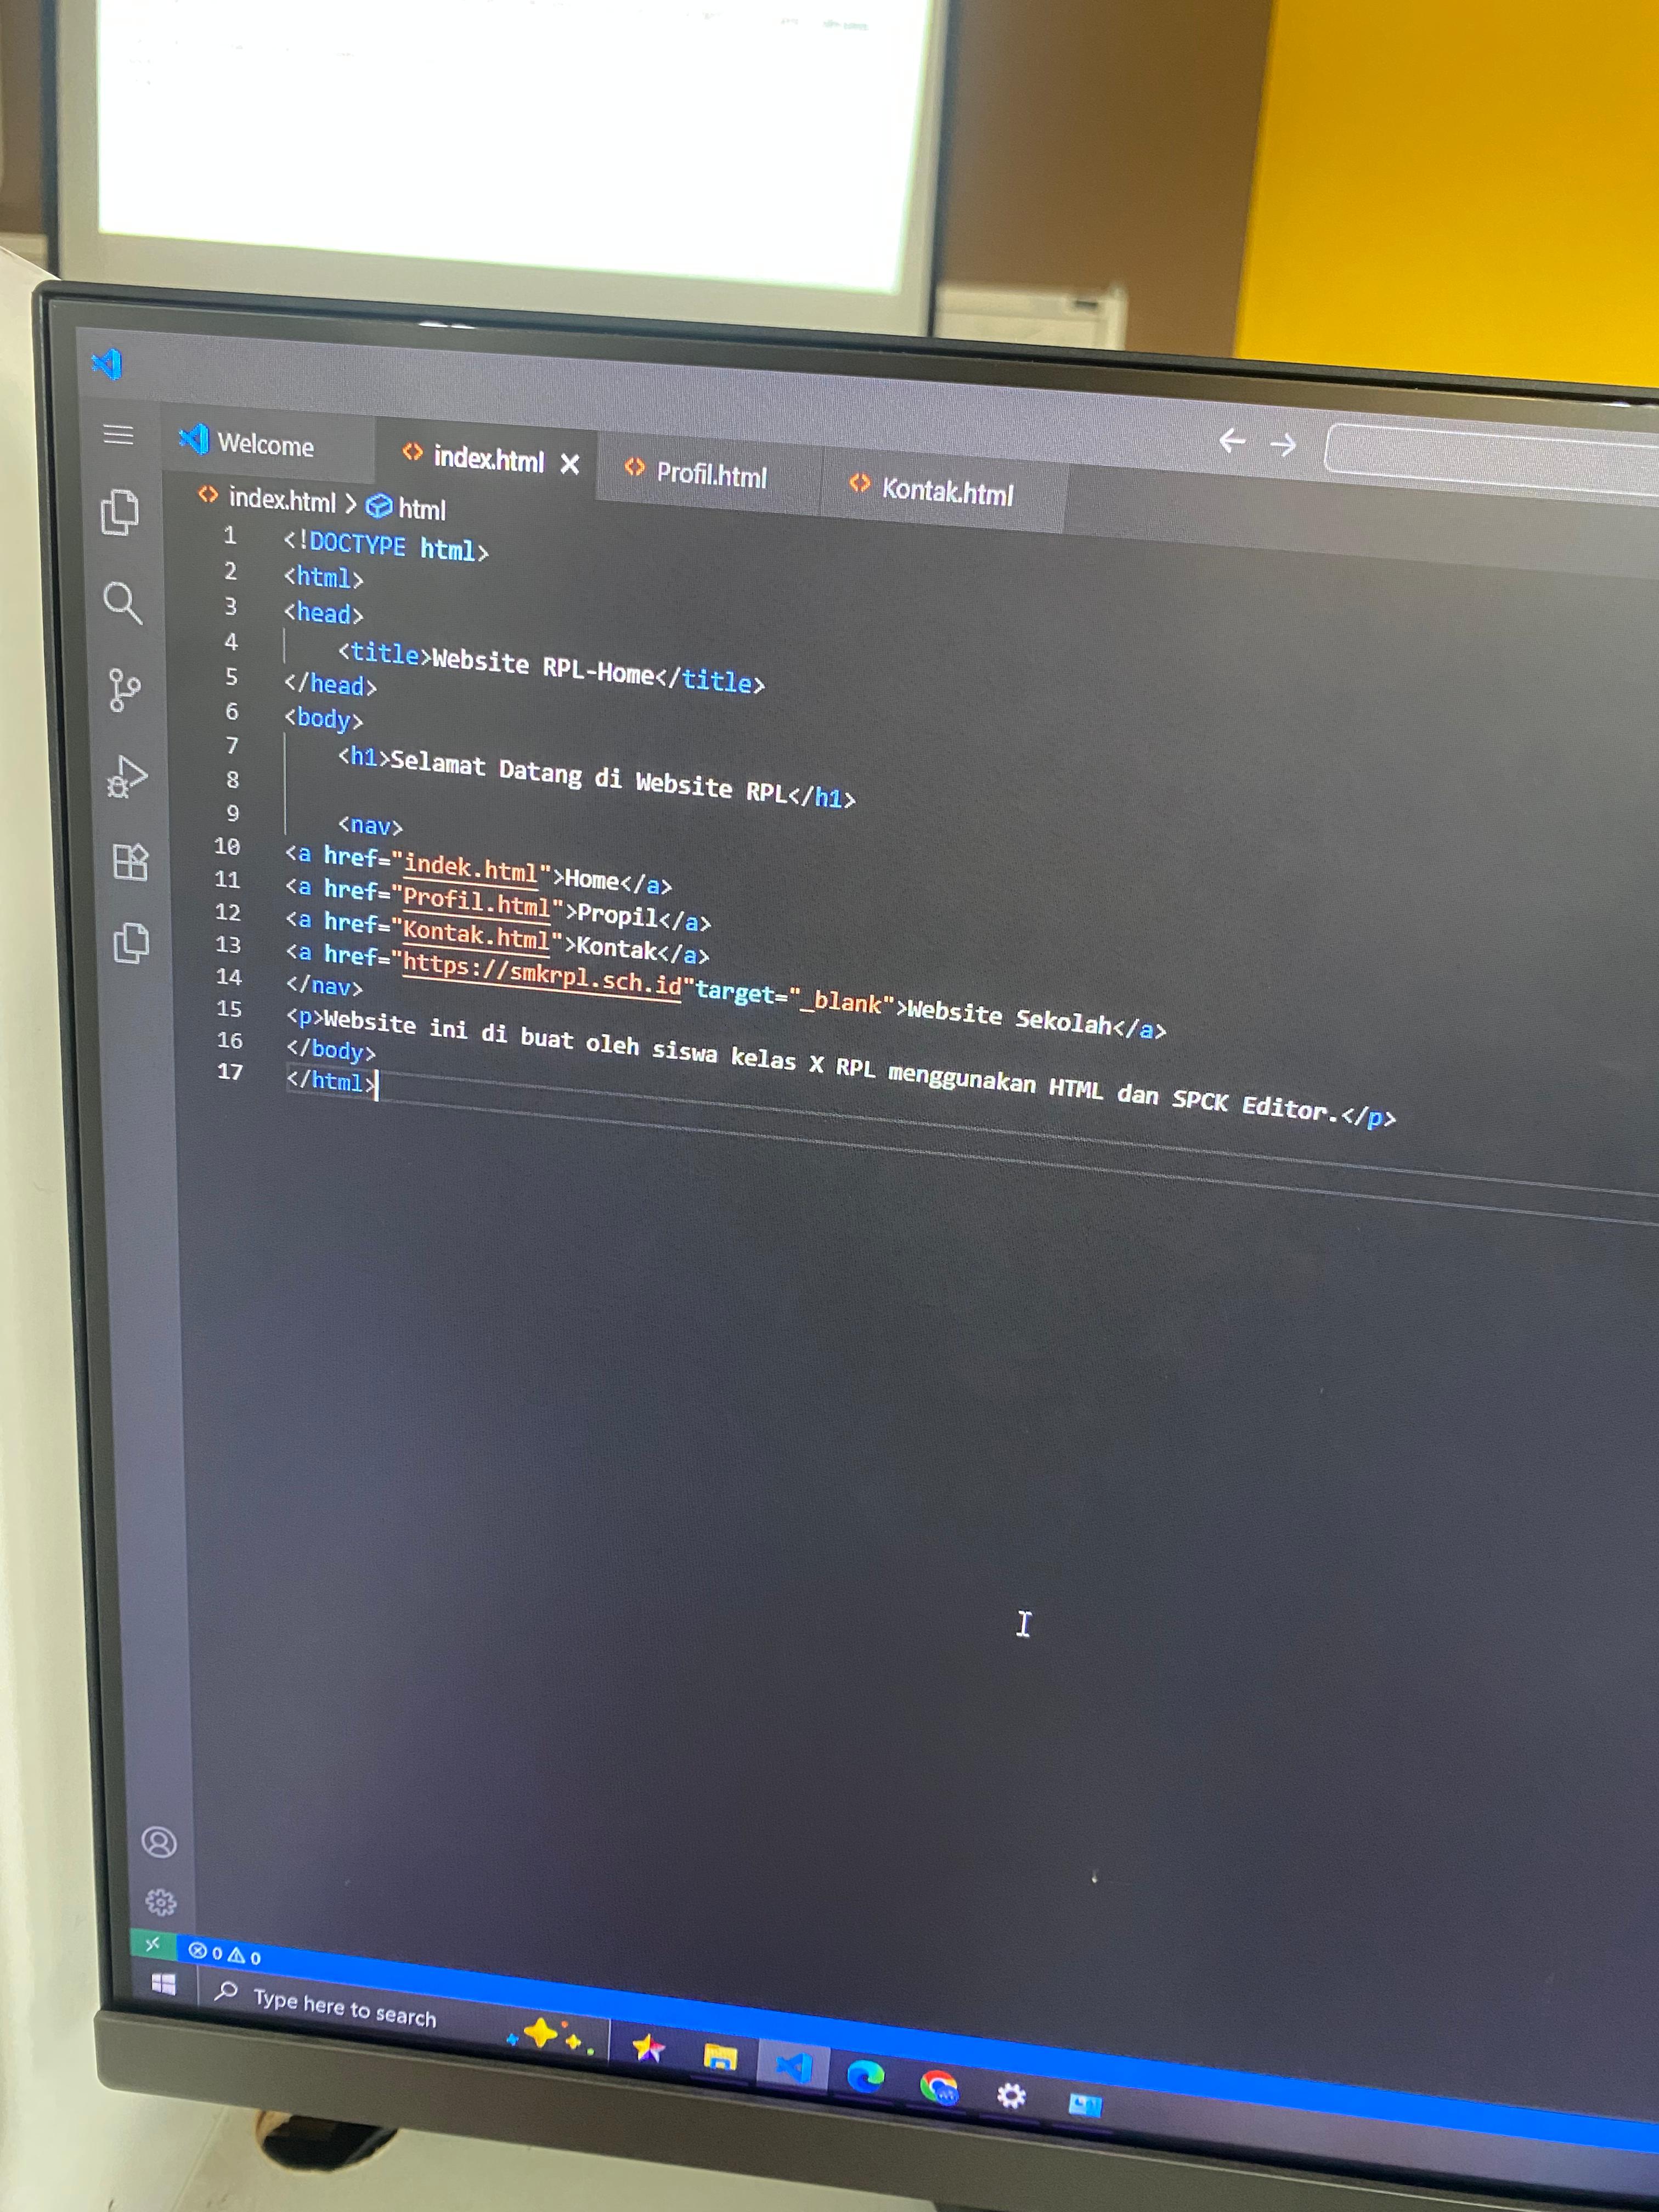 Welcome
index.html
Profil.html
Kontak.html
index.html > html
1 <!DOCTYPE html>
2 <html>
3 <head>
4 <title>Website RPL-Home</title>
5 </head>
6 <body>
7 <h1>Selamat Datang di Website RPL</h1>
8
9 <nav>
10 <a href="indek.html">Home</a>
11 <a href="Profil.html">Propil</a>
12 <a href="Kontak.html">Kontak</a>
13 <a href="https://smkrpl.sch.id"target="_blank">Website Sekolah</a>
14 </nav>
15 <p>Website ini di buat oleh siswa kelas X RPL menggunakan HTML dan SPCK Editor.</p>
16 </body>
17 </html>
0 0
Type here to search